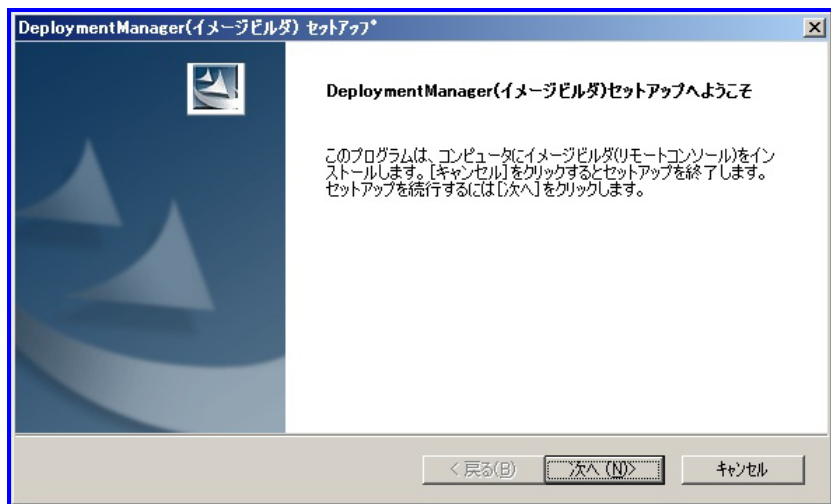 DeploymentManager(イメージビルダ) セットアップ
DeploymentManager(イメージビルダ)セットアップへようこそ
このプログラムは、コンピュータにイメージビルダ(リモートコンソール)をイン
ストールします。[キャンセル]をクリックするとセットアップを終了します。
セットアップを続行するには[次へ]をクリックします。
< 戻る(B)
次へ (N)>
キャンセル